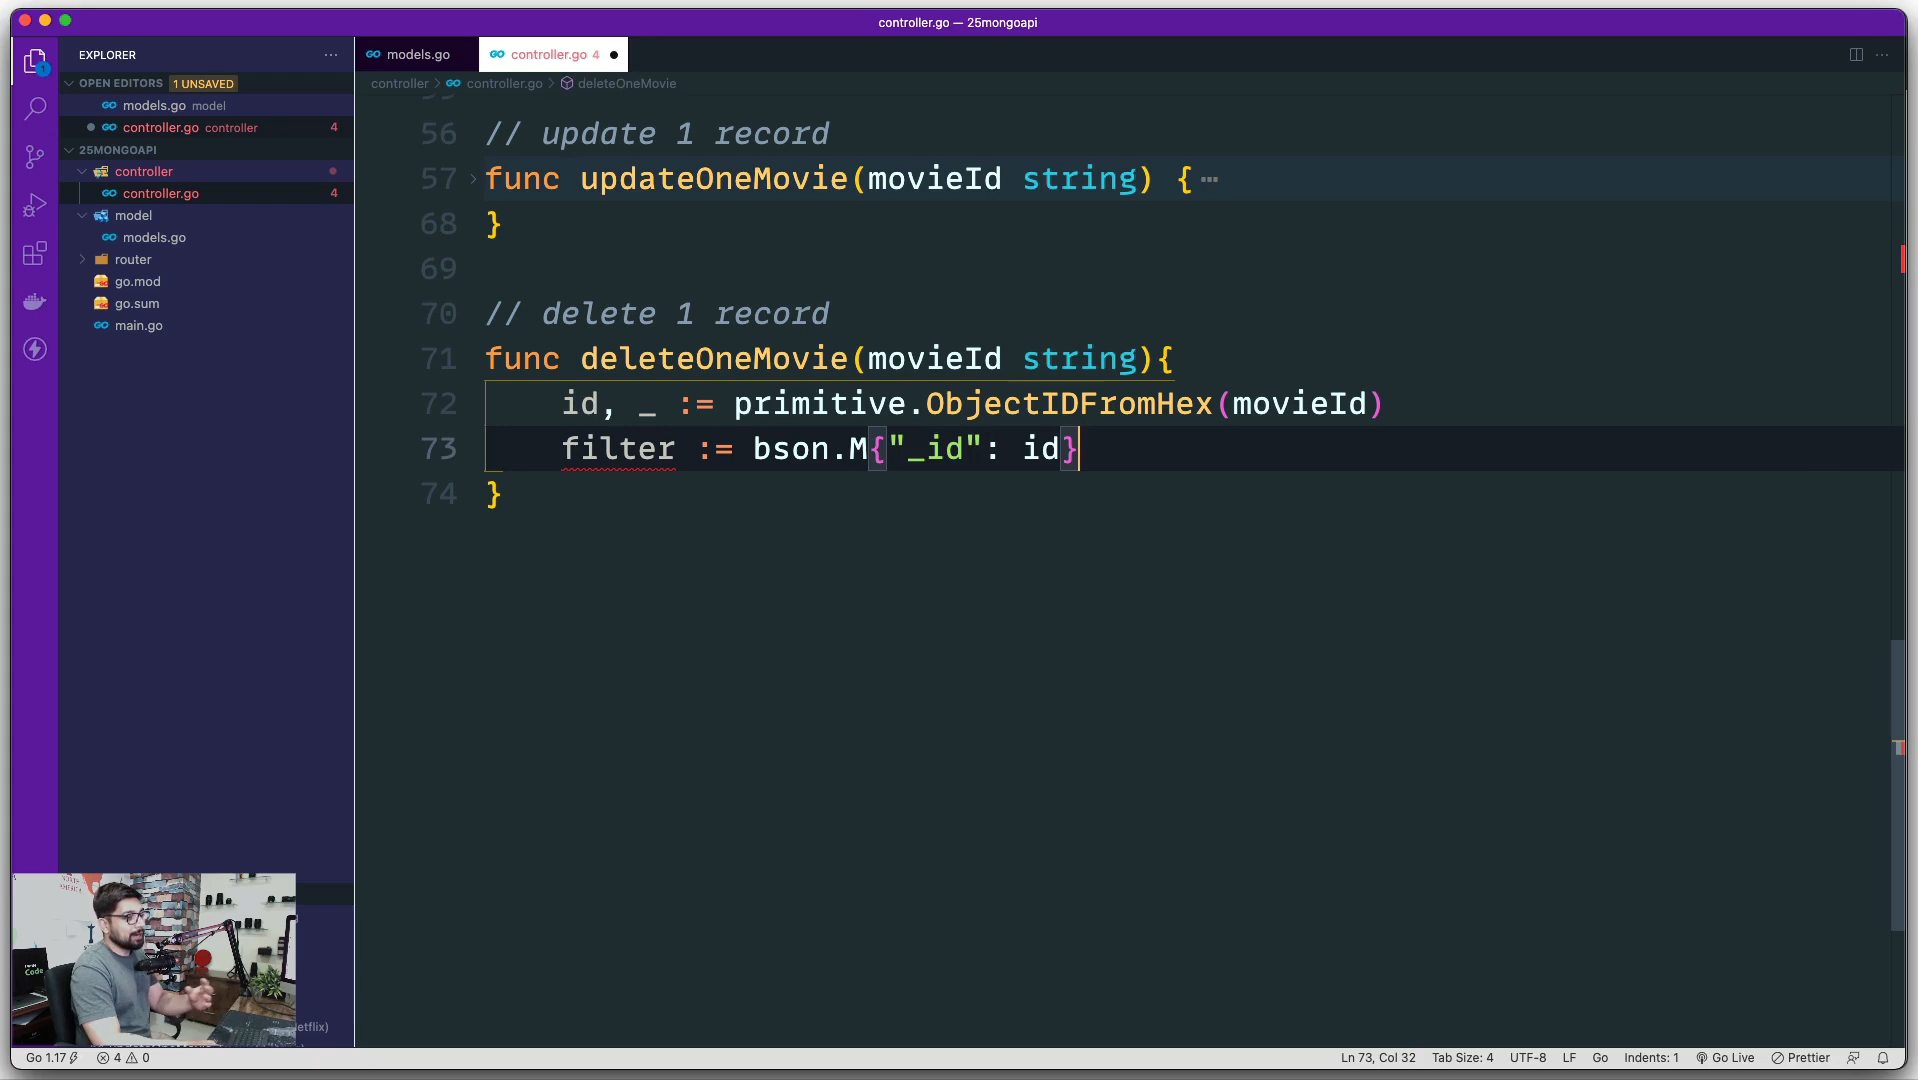 controller.go — 25mongoapi
EXPLORER
OPEN EDITORS 1 UNSAVED
models.go model
controller.go controller 4
25MONGOAPI
controller
controller.go 4
model
models.go
router
go.mod
go.sum
main.go
models.go controller.go 4
controller > controller.go > deleteOneMovie
56 // update 1 record
57 func updateOneMovie(movieId string) {
68 }
69
70 // delete 1 record
71 func deleteOneMovie(movieId string){
72 id, _ := primitive.ObjectIDFromHex(movieId)
73 filter := bson.M{"_id": id}
74 }
NORTH
AMERICA
Code
etflix)
Go 1.17 4 0 Ln 73, Col 32 Tab Size: 4 UTF-8 LF Go Indents: 1 Go Live Prettier